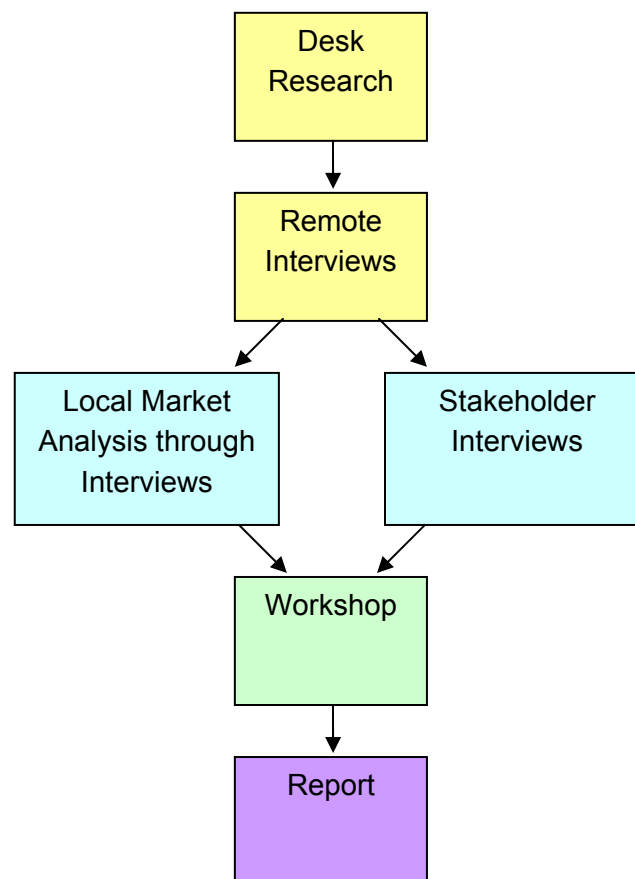 Desk
Research
Remote
Interviews
Local Market
Analysis through
Interviews
Stakeholder
Interviews
Workshop
Report